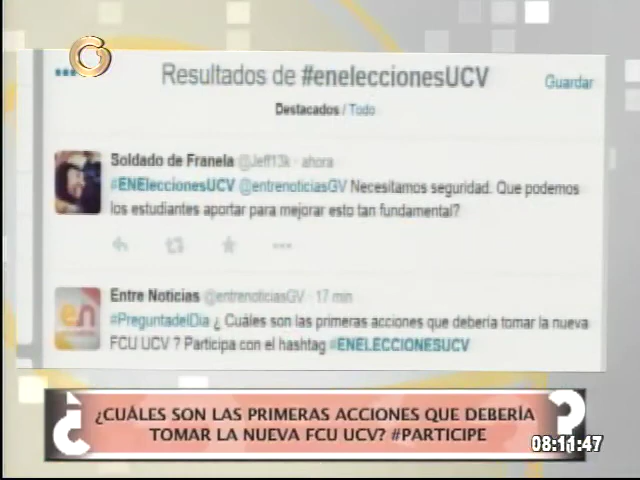 Resultados de #eneleccionesUCV
Guardar
Destacados / Todo
Soldado de Franela @Jeff13k · ahora
#ENEleccionesUCV @entrenoticiasGV Necesitamos seguridad. Que podemos
los estudiantes aportar para mejorar esto tan fundamental?
Entre Noticias @entrenoticiasGV · 17 min
#PreguntadelDia ¿ Cuáles son las primeras acciones que debería tomar la nueva
FCU UCV ? Participa con el hashtag #ENELECCIONESUCV
en
¿CUÁLES SON LAS PRIMERAS ACCIONES QUE DEBERÍA
TOMAR LA NUEVA FCU UCV? #PARTICIPE
08:11:47